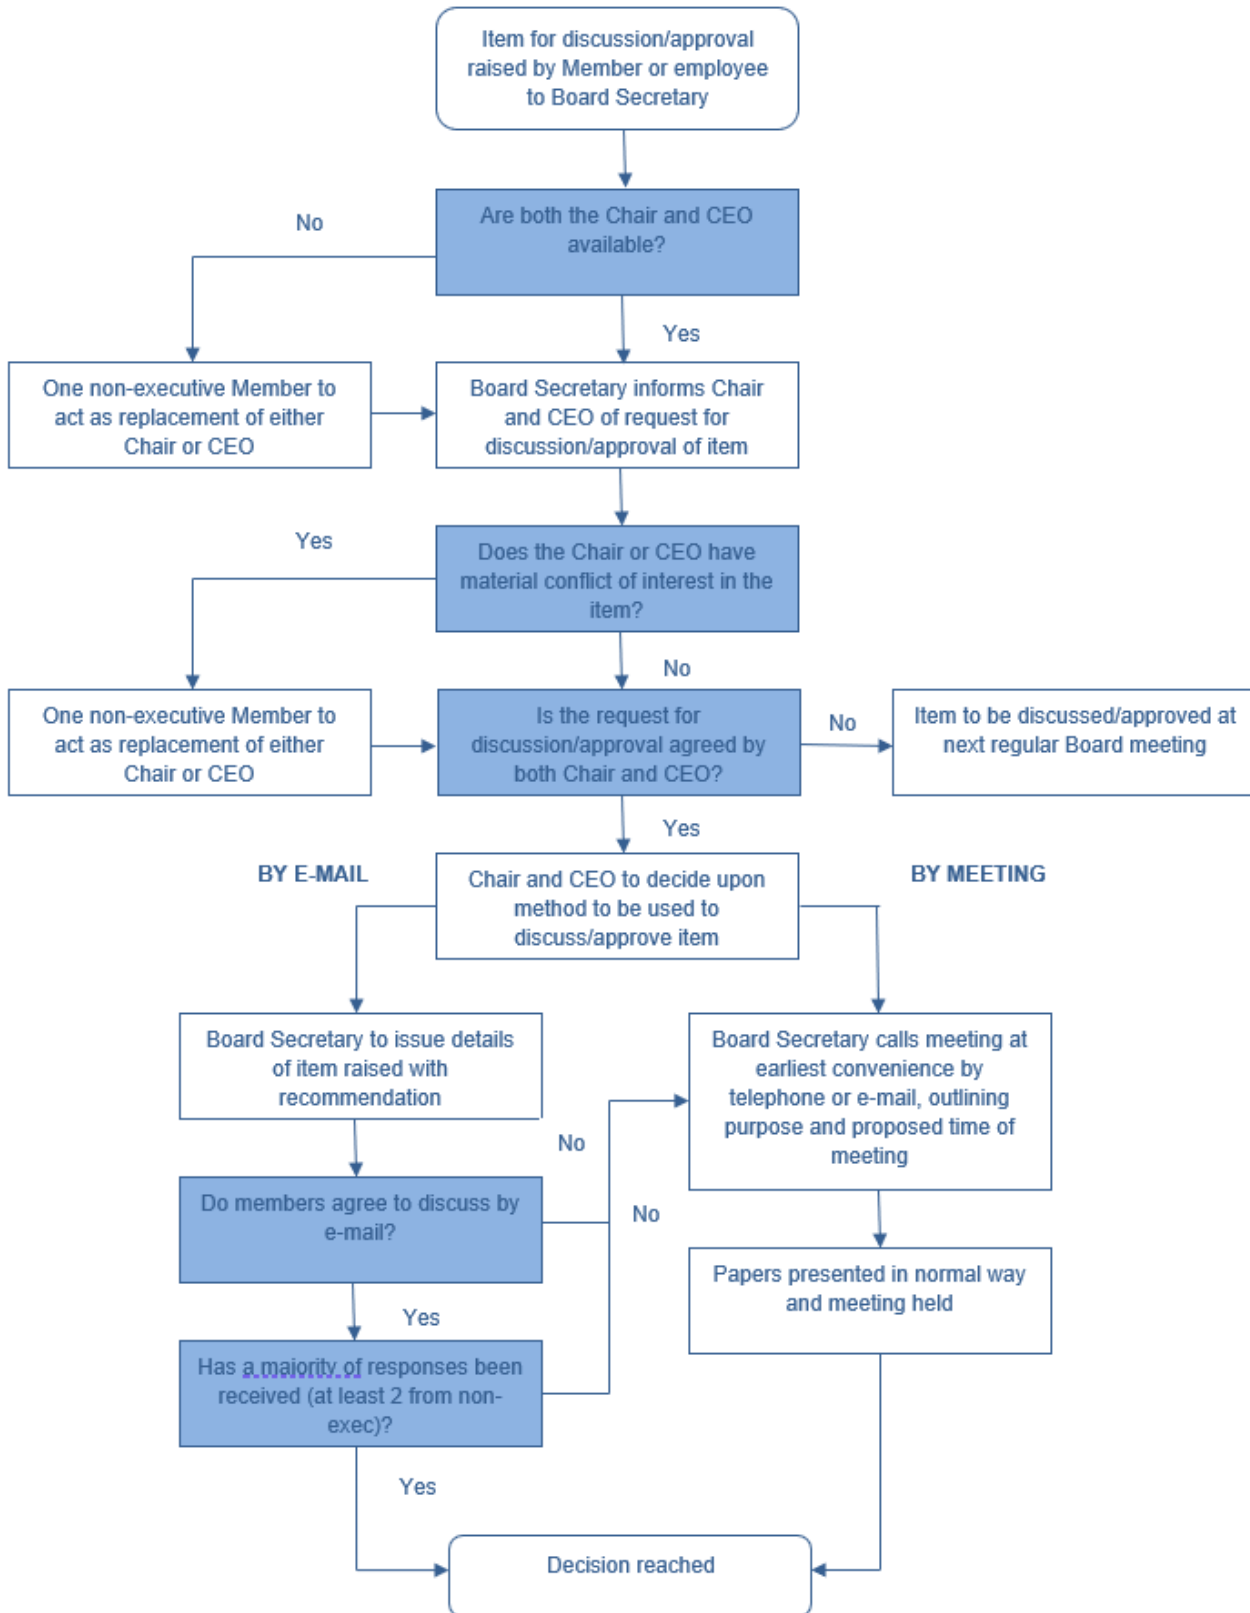 Item for discussion/approval
raised by Member or employee
to Board Secretary
Are both the Chair and CEO
available?
No
Yes
One non-executive Member to
act as replacement of either
Chair or CEO
Board Secretary informs Chair
and CEO of request for
discussion/approval of item
Does the Chair or CEO have
material conflict of interest in the
item?
Yes
No
One non-executive Member to
act as replacement of either
Chair or CEO
Is the request for
discussion/approval agreed by
both Chair and CEO?
No
Item to be discussed/approved at
next regular Board meeting
Yes
BY E-MAIL
Chair and CEO to decide upon
method to be used to
discuss/approve item
BY MEETING
Board Secretary to issue details
of item raised with
recommendation
Board Secretary calls meeting at
earliest convenience by
telephone or e-mail, outlining
purpose and proposed time of
meeting
No
Do members agree to discuss by
e-mail?
No
Yes
Papers presented in normal way
and meeting held
Has a majority of responses been
received (at least 2 from non-
exec)?
Yes
Decision reached